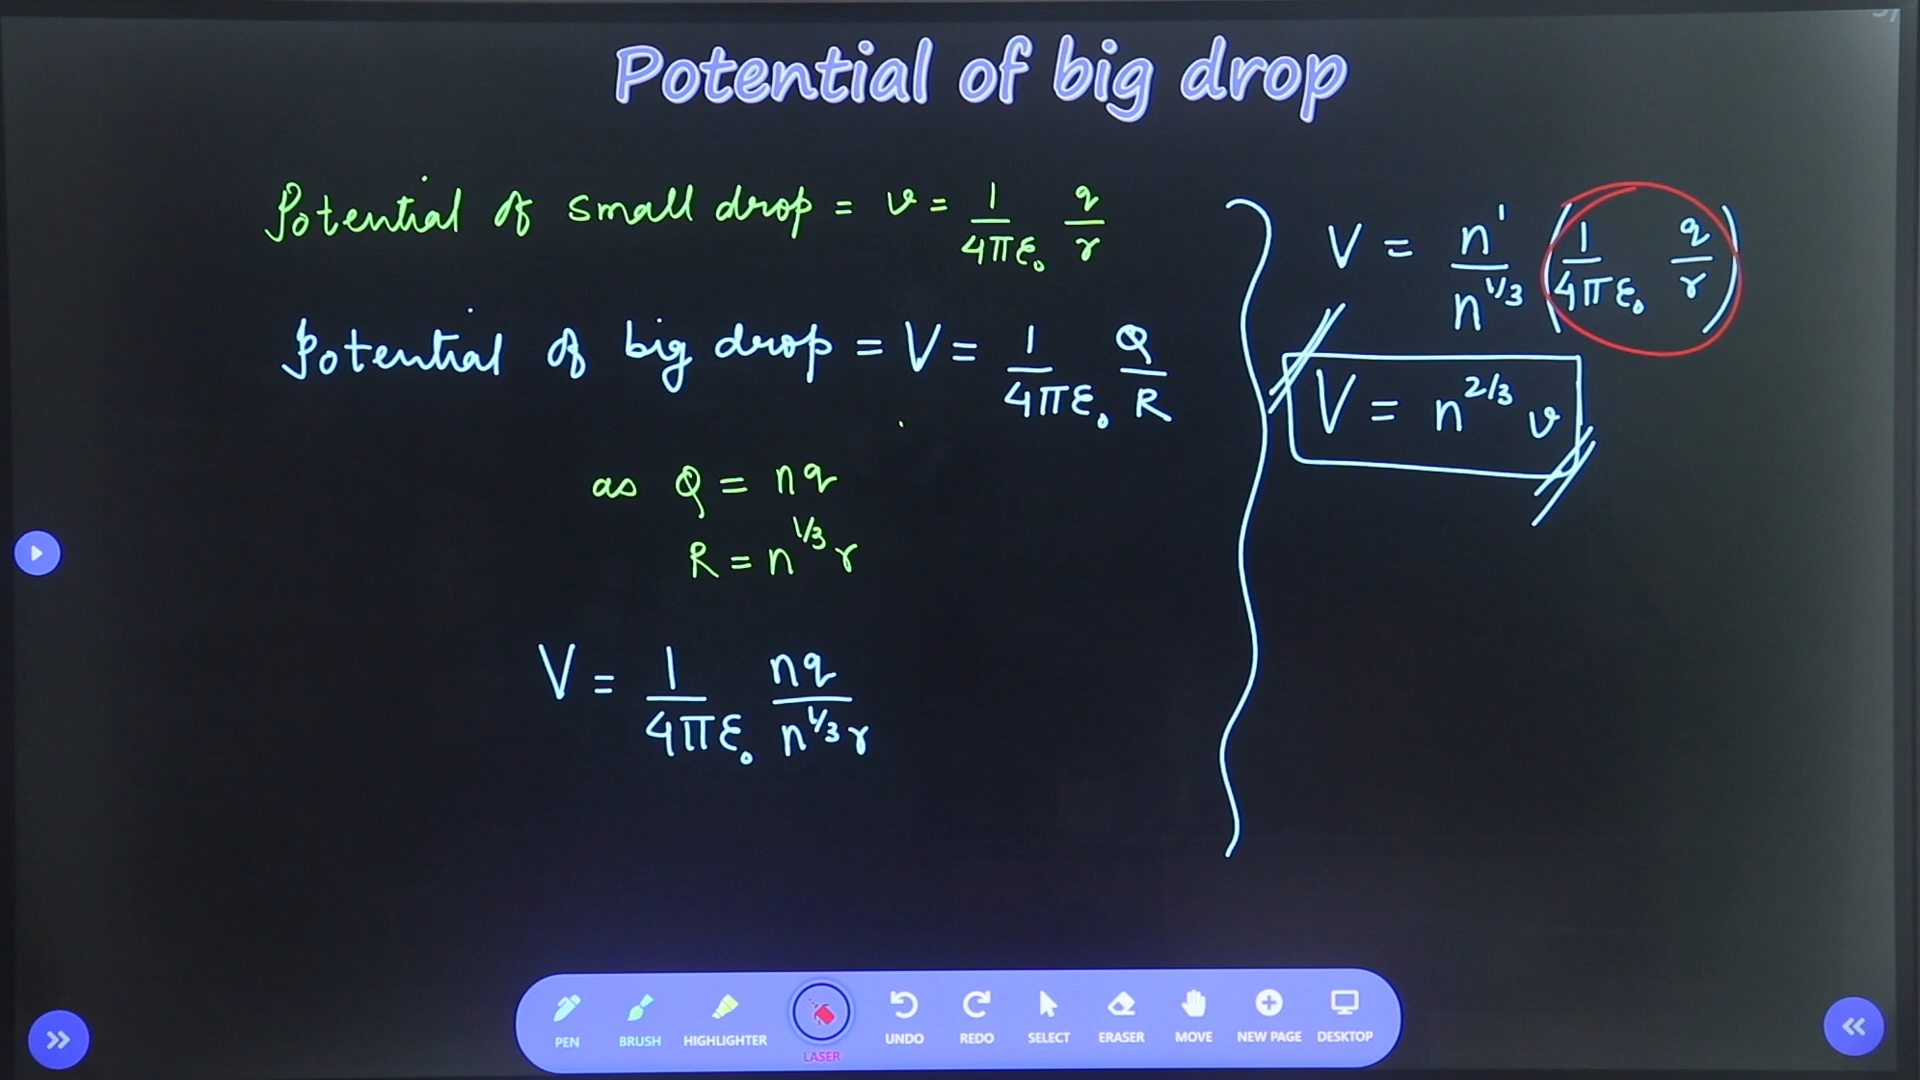 Potential of big drop
Potential of small drop = v = 1/4πε₀ q/r
Potential of big drop = V = 1/4πε₀ Q/R
as Q = nq
R = n^1/3 r
V = 1/4πε₀ nq/n^1/3 r
V = n^1/n^1/3 (1/4πε₀ q/r)
V = n^2/3 v
PEN BRUSH HIGHLIGHTER LASER UNDO REDO SELECT ERASER MOVE NEW PAGE DESKTOP